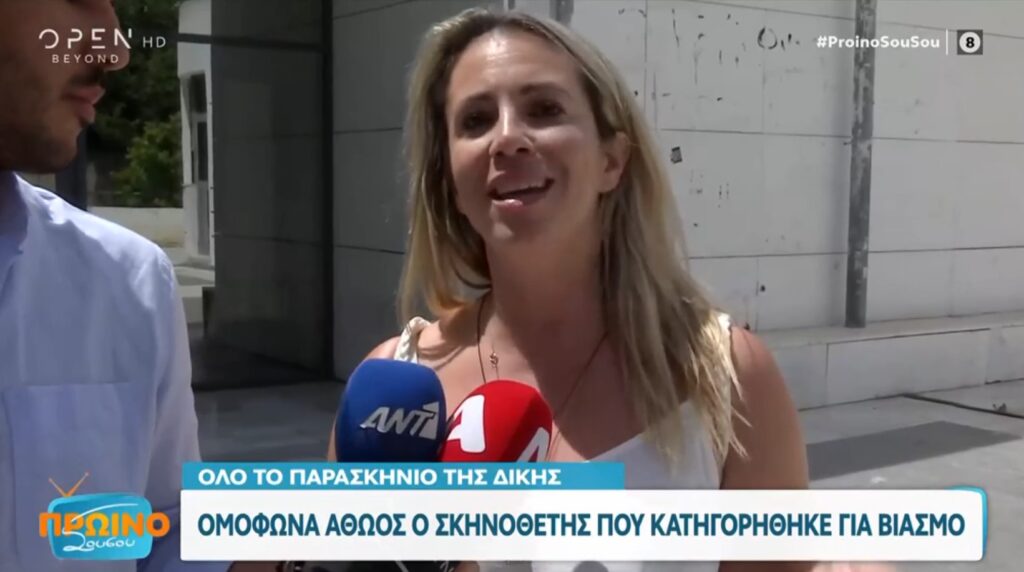 OPEN HD
BEYOND
#ProinoSouSou
8
ANT1
ΟΛΟ ΤΟ ΠΑΡΑΣΚΗΝΙΟ ΤΗΣ ΔΙΚΗΣ
ΠΡΩΙΝΟ
Σουσού
ΟΜΟΦΩΝΑ ΑΘΩΟΣ Ο ΣΚΗΝΟΘΕΤΗΣ ΠΟΥ ΚΑΤΗΓΟΡΗΘΗΚΕ ΓΙΑ ΒΙΑΣΜΟ